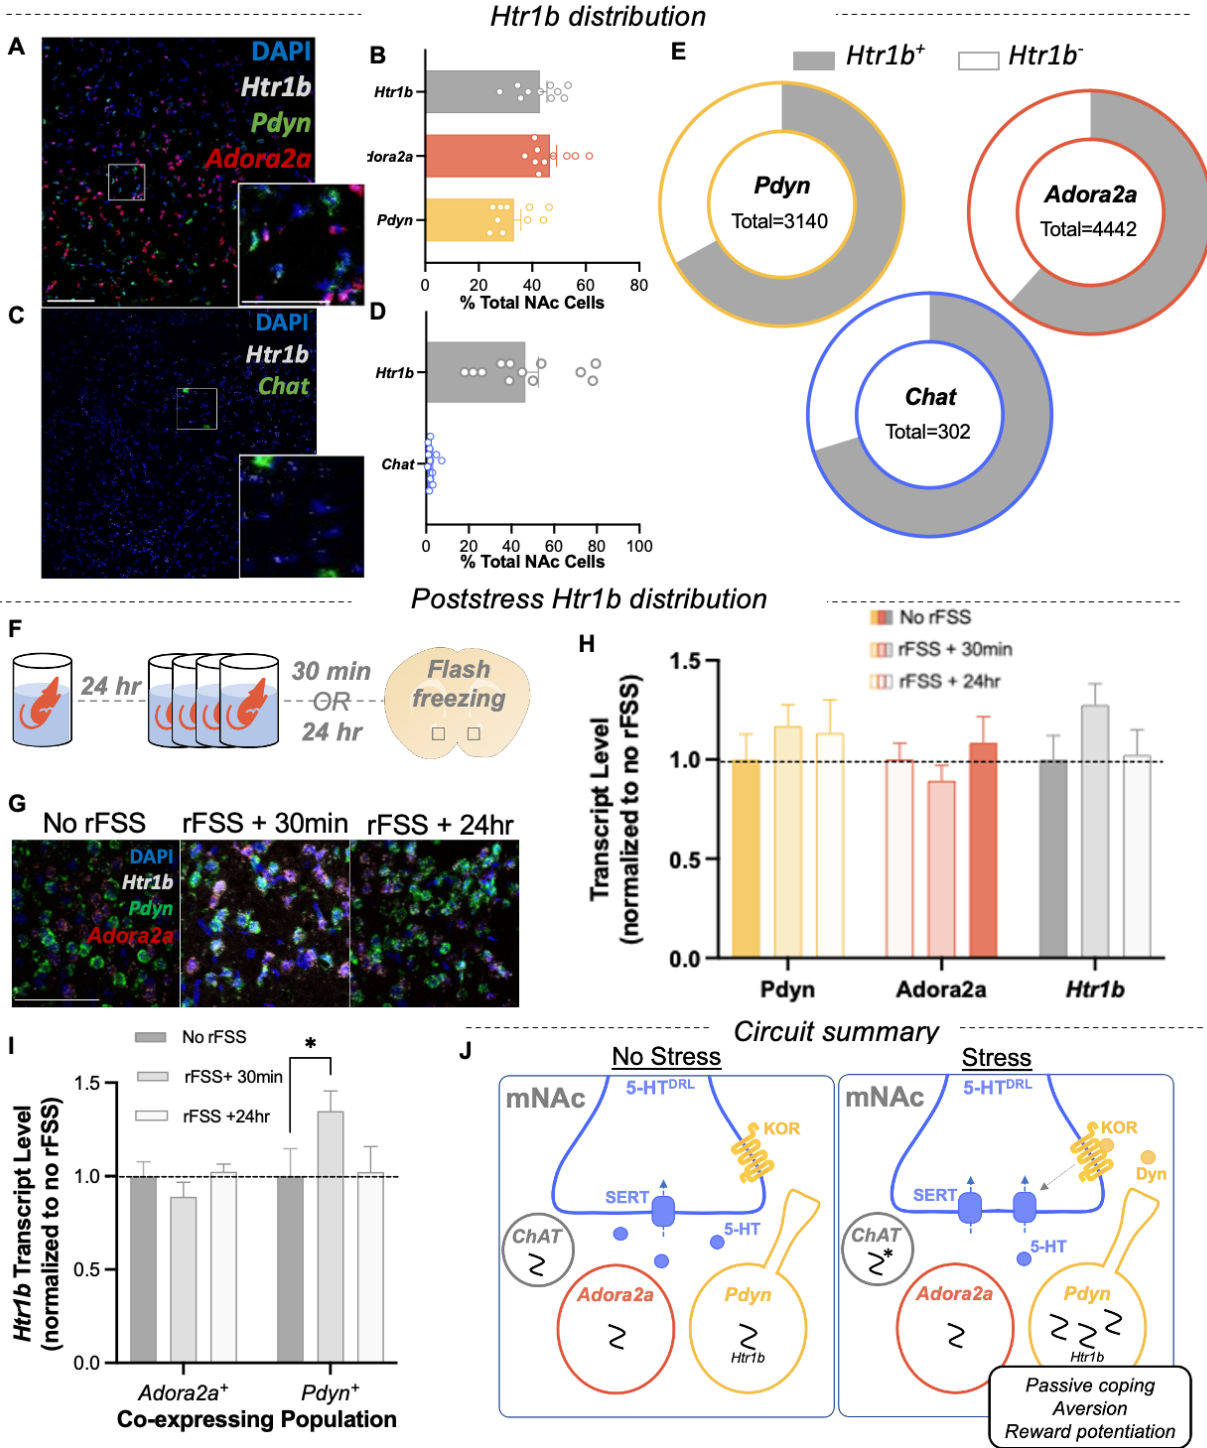 Htr1b distribution
A
DAPI
Htr1b
Pdyn
Adora2a
B
Htr1b
dora2a
Pdyn
0 20 40 60 80
% Total NAc Cells
C
DAPI
Htr1b
Chat
D
Htr1b
Chat
0 20 40 60 80 100
% Total NAc Cells
E
Htr1b+ Htr1b-
Pdyn
Total=3140
Adora2a
Total=4442
Chat
Total=302
Poststress Htr1b distribution
F
24 hr
30 min
OR
24 hr
Flash
freezing
G
No rFSS rFSS + 30min rFSS + 24hr
DAPI
Htr1b
Pdyn
Adora2a
H
No rFSS
rFSS + 30min
rFSS + 24hr
Transcript Level
(normalized to no rFSS)
1.5
1.0
0.5
0.0
Pdyn Adora2a Htr1b
I
No rFSS
rFSS+ 30min
rFSS +24hr
*
Htr1b Transcript Level
(normalized to no rFSS)
1.5
1.0
0.5
0.0
Adora2a+ Pdyn+
Co-expressing Population
Circuit summary
J
No Stress
mNAc
5-HTDRL
KOR
SERT
5-HT
ChAT
Adora2a
Pdyn
Htr1b
Stress
mNAc
5-HTDRL
KOR
Dyn
SERT
5-HT
ChAT
*
Adora2a
Pdyn
Htr1b
Passive coping
Aversion
Reward potentiation